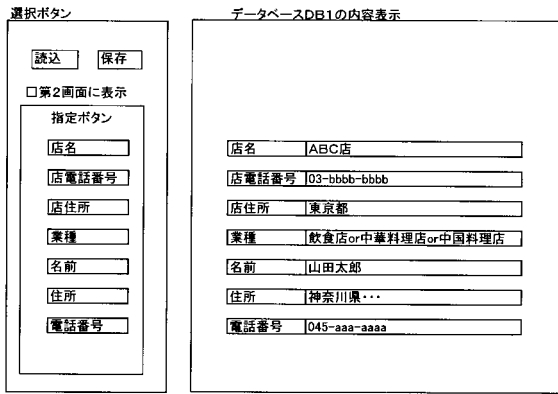 選択ボタン
読込 保存
□第2画面に表示
指定ボタン
店名
店電話番号
店住所
業種
名前
住所
電話番号
データベースDB1の内容表示
店名 ABC店
店電話番号 03-bbbb-bbbb
店住所 東京都
業種 飲食店or中華料理店or中国料理店
名前 山田太郎
住所 神奈川県・・・
電話番号 045-aaa-aaaa